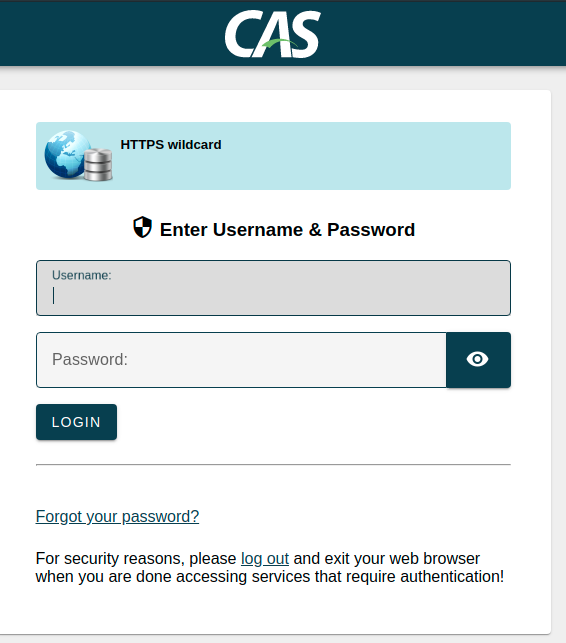 CAS
HTTPS wildcard
Enter Username & Password
Username:
Password:
LOGIN
Forgot your password?
For security reasons, please log out and exit your web browser
when you are done accessing services that require authentication!